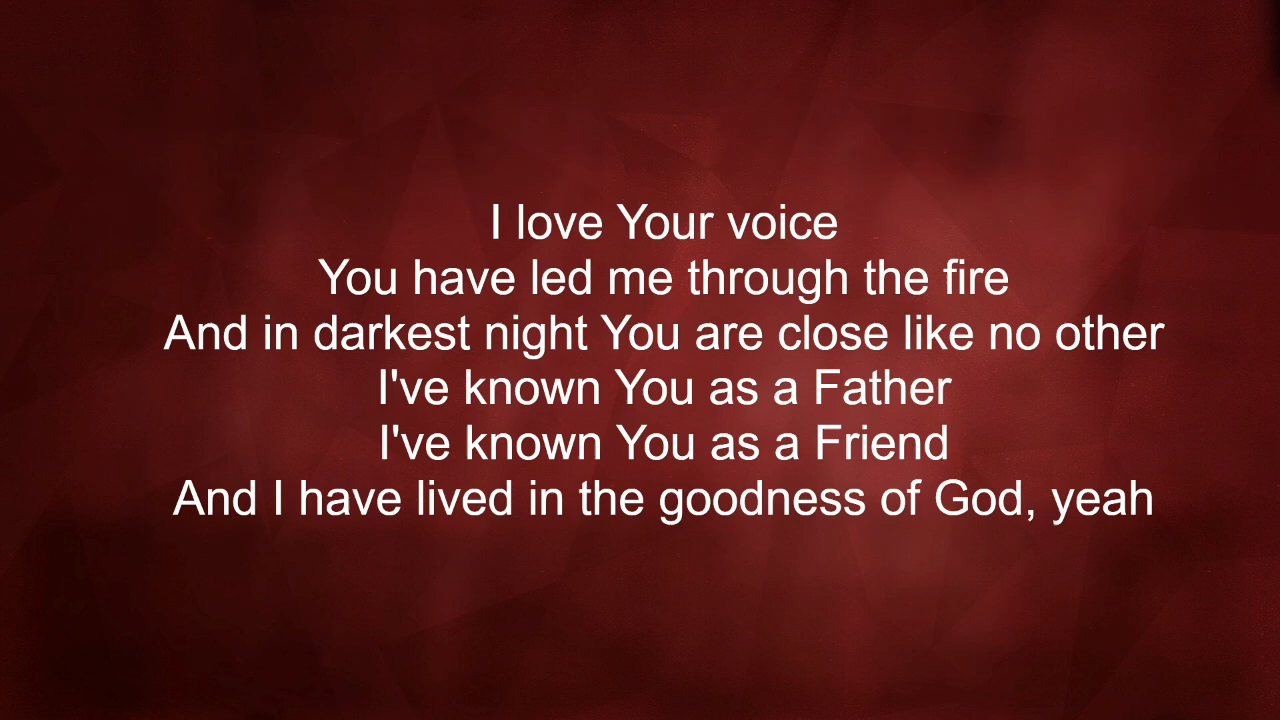 I love Your voice
You have led me through the fire
And in darkest night You are close like no other
I've known You as a Father
I've known You as a Friend
And I have lived in the goodness of God, yeah